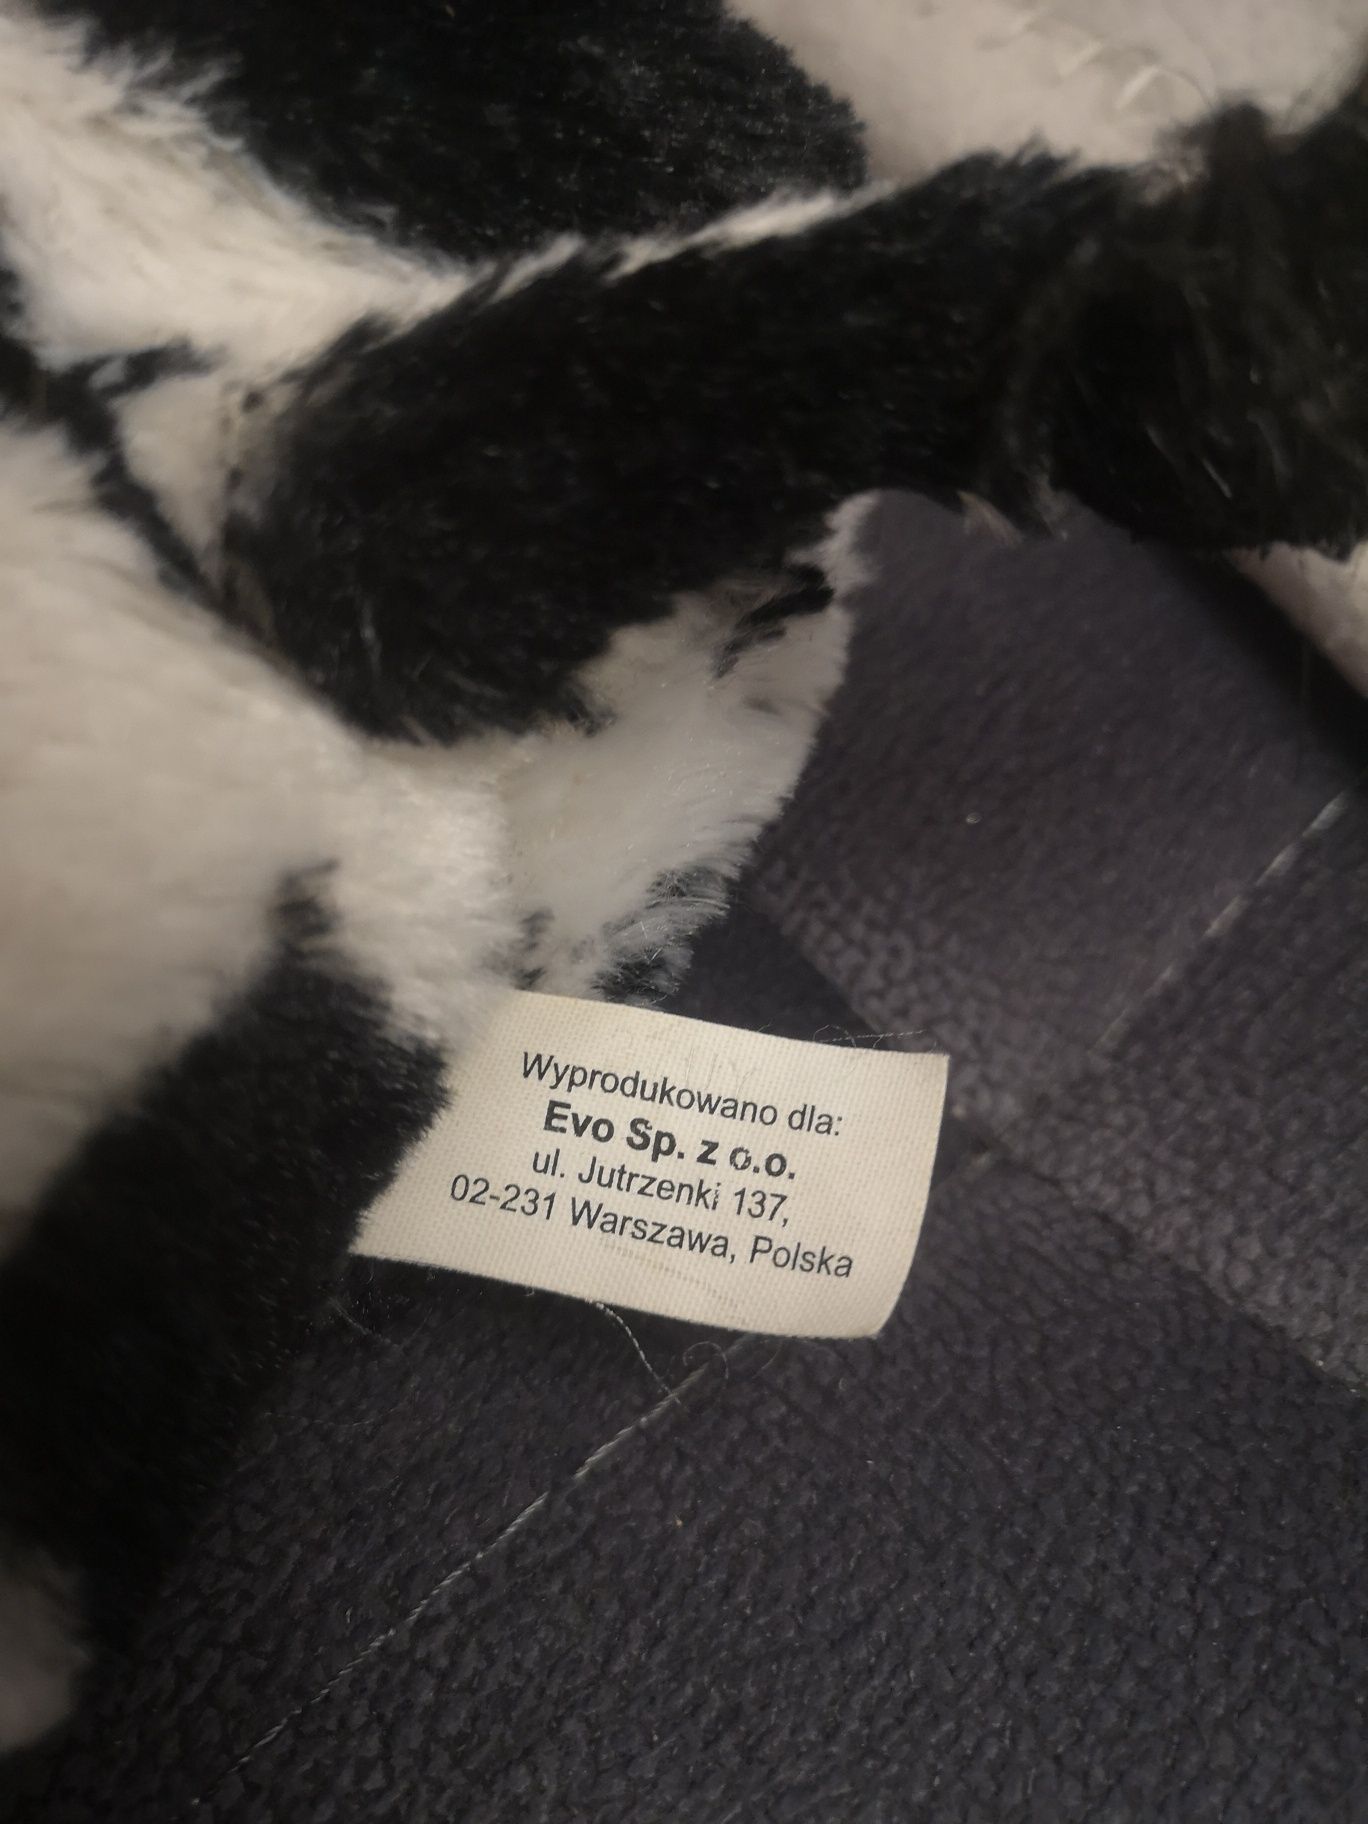 Wyprodukowano dla:
Evo Sp. z o.o.
ul. Jutrzenki 137,
02-231 Warszawa, Polska